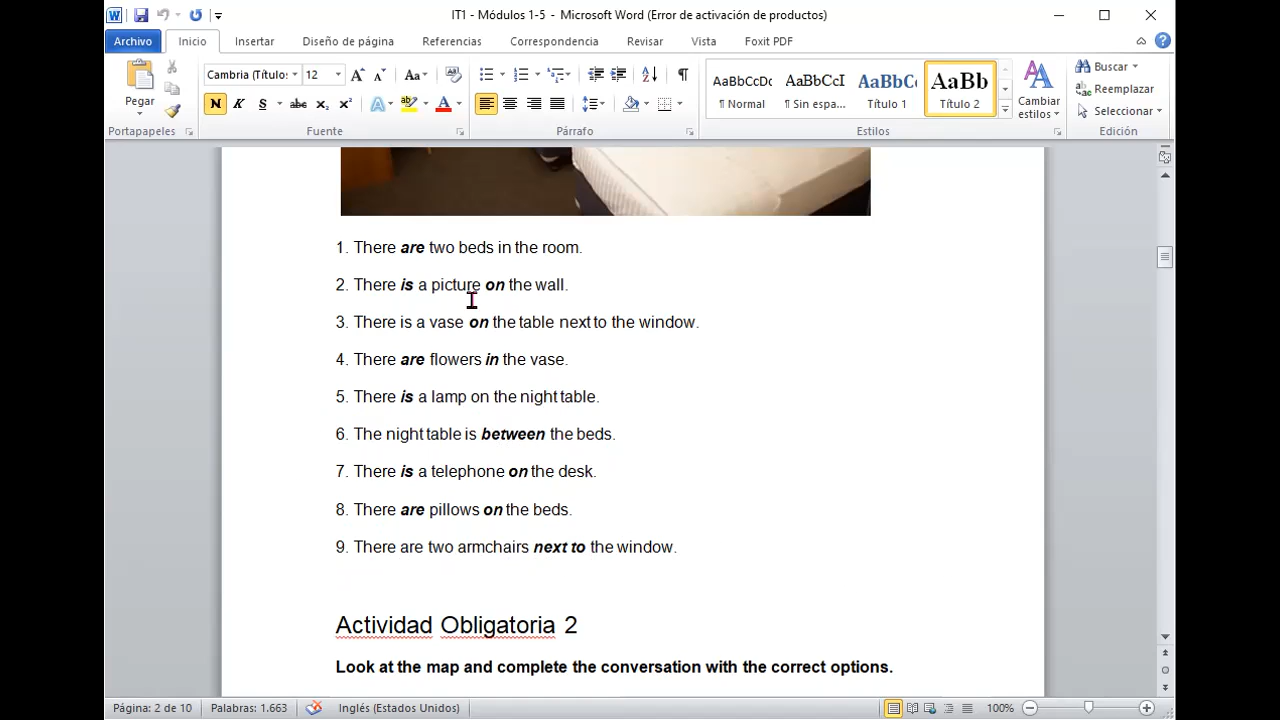 IT1 - Módulos 1-5 - Microsoft Word (Error de activación de productos)
Archivo Inicio Insertar Diseño de página Referencias Correspondencia Revisar Vista Foxit PDF
Pegar
Cambria (Título: 12 Aa
N K S abc x₂ x² A ab A
AaBbCcDc AaBbCcI AaBbC AaBb
¶ Normal ¶ Sin espa... Título 1 Título 2
Cambiar estilos
Buscar
Reemplazar
Seleccionar
Portapapeles Fuente Párrafo Estilos Edición
1. There are two beds in the room.
2. There is a picture on the wall.
3. There is a vase on the table next to the window.
4. There are flowers in the vase.
5. There is a lamp on the night table.
6. The night table is between the beds.
7. There is a telephone on the desk.
8. There are pillows on the beds.
9. There are two armchairs next to the window.
Actividad Obligatoria 2
Look at the map and complete the conversation with the correct options.
Página: 2 de 10 Palabras: 1.663 Inglés (Estados Unidos) 100%